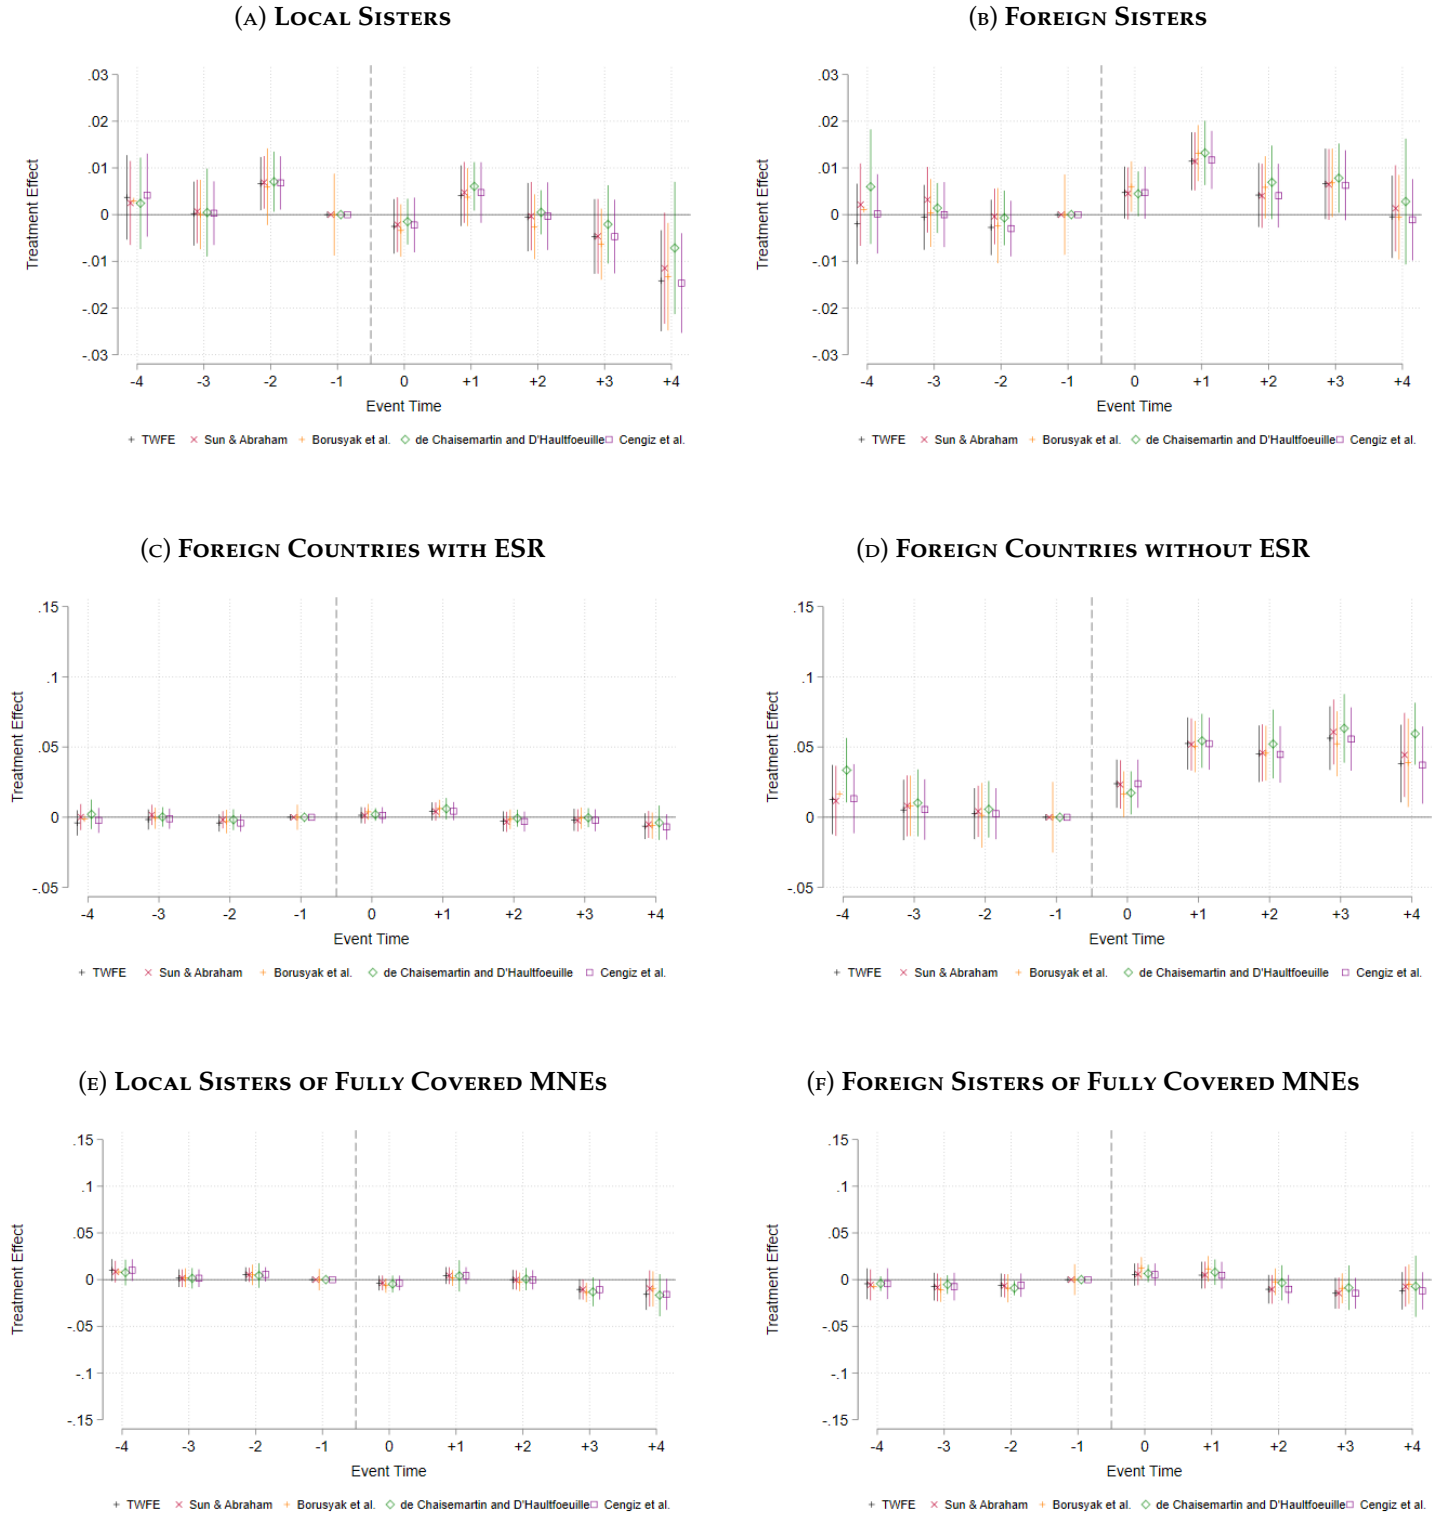 (A) LOCAL SISTERS
.03
.02
.01
0
-.01
-.02
-.03
Treatment Effect
-4 -3 -2 -1 0 +1 +2 +3 +4
Event Time
TWFE Sun & Abraham Borusyak et al. de Chaisemartin and D'Haultfoeuille Cengiz et al.
(B) FOREIGN SISTERS
.03
.02
.01
0
-.01
-.02
-.03
Treatment Effect
-4 -3 -2 -1 0 +1 +2 +3 +4
Event Time
TWFE Sun & Abraham Borusyak et al. de Chaisemartin and D'Haultfoeuille Cengiz et al.
(C) FOREIGN COUNTRIES WITH ESR
.15
.1
.05
0
-.05
Treatment Effect
-4 -3 -2 -1 0 +1 +2 +3 +4
Event Time
TWFE Sun & Abraham Borusyak et al. de Chaisemartin and D'Haultfoeuille Cengiz et al.
(D) FOREIGN COUNTRIES WITHOUT ESR
.15
.1
.05
0
-.05
Treatment Effect
-4 -3 -2 -1 0 +1 +2 +3 +4
Event Time
TWFE Sun & Abraham Borusyak et al. de Chaisemartin and D'Haultfoeuille Cengiz et al.
(E) LOCAL SISTERS OF FULLY COVERED MNES
.15
.1
.05
0
-.05
-.1
-.15
Treatment Effect
-4 -3 -2 -1 0 +1 +2 +3 +4
Event Time
TWFE Sun & Abraham Borusyak et al. de Chaisemartin and D'Haultfoeuille Cengiz et al.
(F) FOREIGN SISTERS OF FULLY COVERED MNES
.15
.1
.05
0
-.05
-.1
-.15
Treatment Effect
-4 -3 -2 -1 0 +1 +2 +3 +4
Event Time
TWFE Sun & Abraham Borusyak et al. de Chaisemartin and D'Haultfoeuille Cengiz et al.